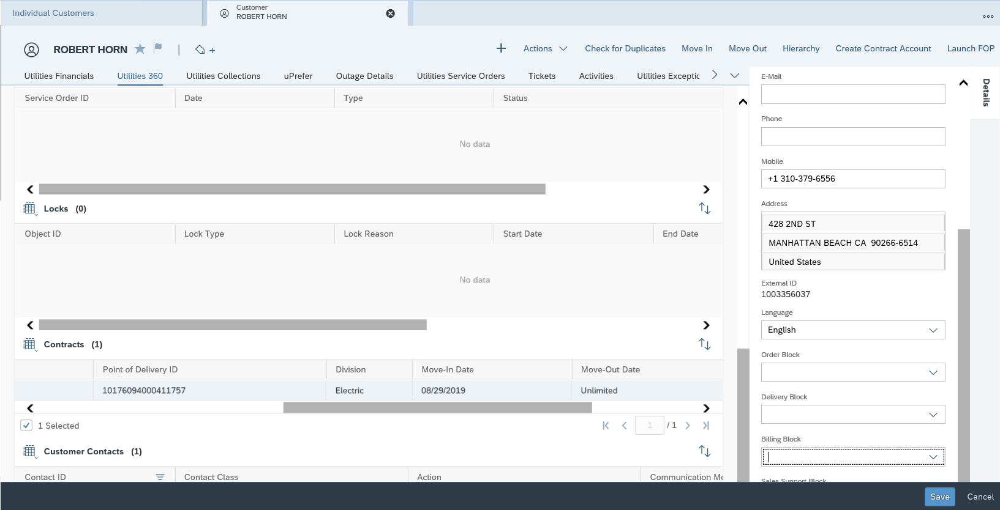 Individual Customers
Customer
ROBERT HORN
ROBERT HORN
Actions
Check for Duplicates
Move In
Move Out
Hierarchy
Create Contract Account
Launch FOP
Utilities Financials
Utilities 360
Utilities Collections
uPrefer
Outage Details
Utilities Service Orders
Tickets
Activities
Utilities Exceptic
Service Order ID
Date
Type
Status
No data
Locks (0)
Object ID
Lock Type
Lock Reason
Start Date
End Date
No data
Contracts (1)
Point of Delivery ID
Division
Move-In Date
Move-Out Date
10176094000411757
Electric
08/29/2019
Unlimited
1 Selected
1 / 1
Customer Contacts (1)
Contact ID
Contact Class
Action
Communication Mo
E-Mail
Phone
Mobile
+1 310-379-6556
Address
428 2ND ST
MANHATTAN BEACH CA 90266-6514
United States
External ID
1003356037
Language
English
Order Block
Delivery Block
Billing Block
Sales Support Block
Details
Save
Cancel